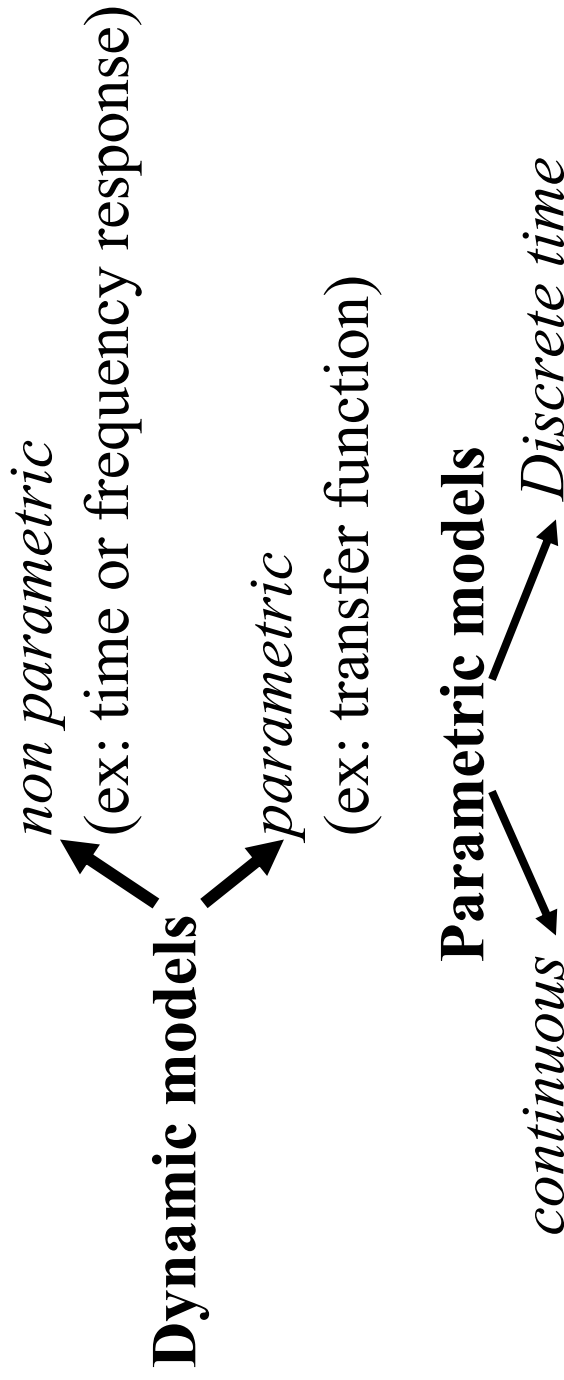 non parametric
(ex: time or frequency response)
Dynamic models
parametric
(ex: transfer function)
Parametric models
continuous
Discrete time